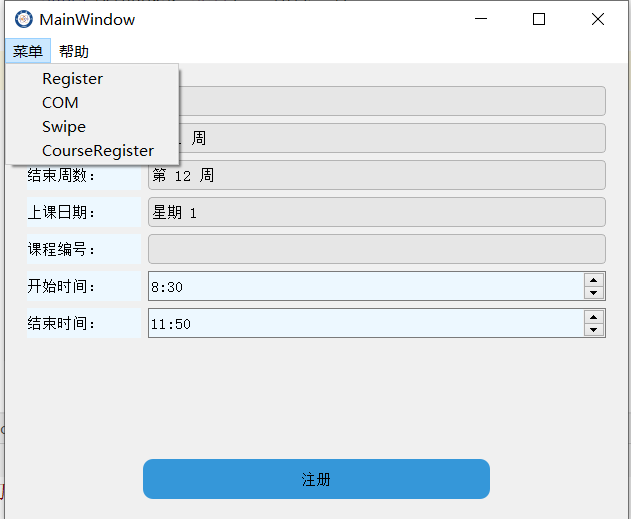 MainWindow
菜单 帮助
Register
COM
Swipe
CourseRegister
周
结束周数： 第 12 周
上课日期： 星期 1
课程编号：
开始时间： 8:30
结束时间： 11:50
注册